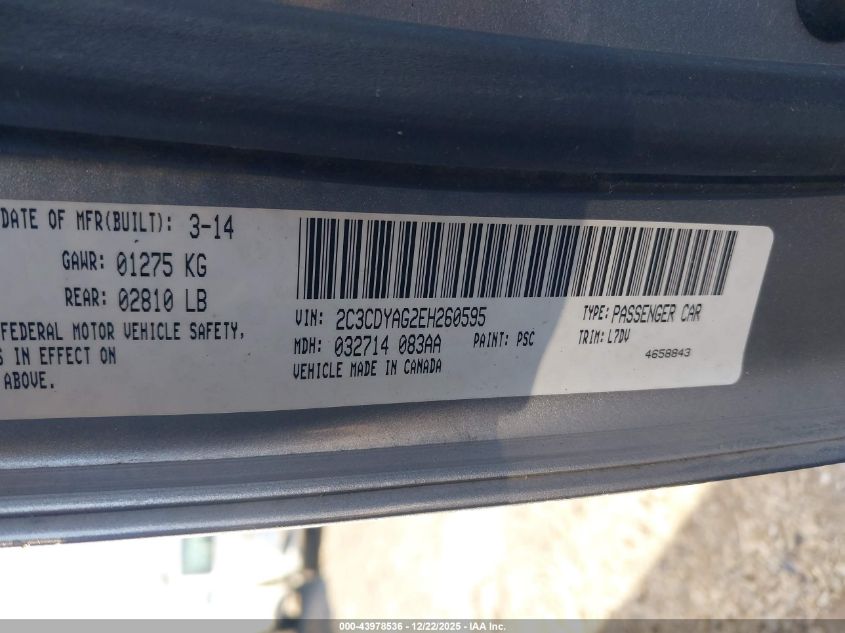 DATE OF MFR(BUILT): 3-14
GAWR: 01275 KG
REAR: 02810 LB
FEDERAL MOTOR VEHICLE SAFETY,
S IN EFFECT ON
ABOVE.
VIN: 2C3CDYAG2EH260595
TYPE: PASSENGER CAR
MDH: 032714 083AA
PAINT: PSC
TRIM: L7DV
VEHICLE MADE IN CANADA
4658843
000-43978536 • 12/22/2025 • IAA Inc.